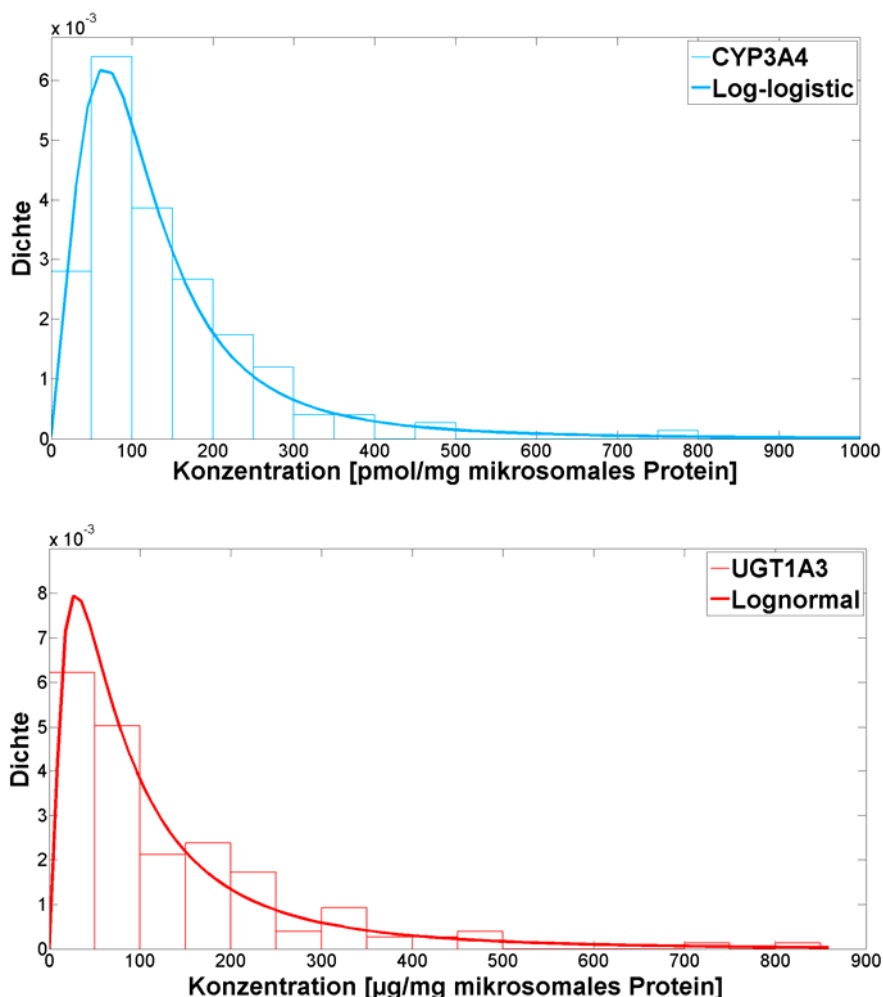 x 10⁻³
CYP3A4
Log-logistic
6
5
4
3
2
1
0
Dichte
0 100 200 300 400 500 600 700 800 900 1000
Konzentration [pmol/mg mikrosomales Protein]
x 10⁻³
UGT1A3
Lognormal
8
7
6
5
4
3
2
1
0
Dichte
0 100 200 300 400 500 600 700 800 900
Konzentration [µg/mg mikrosomales Protein]